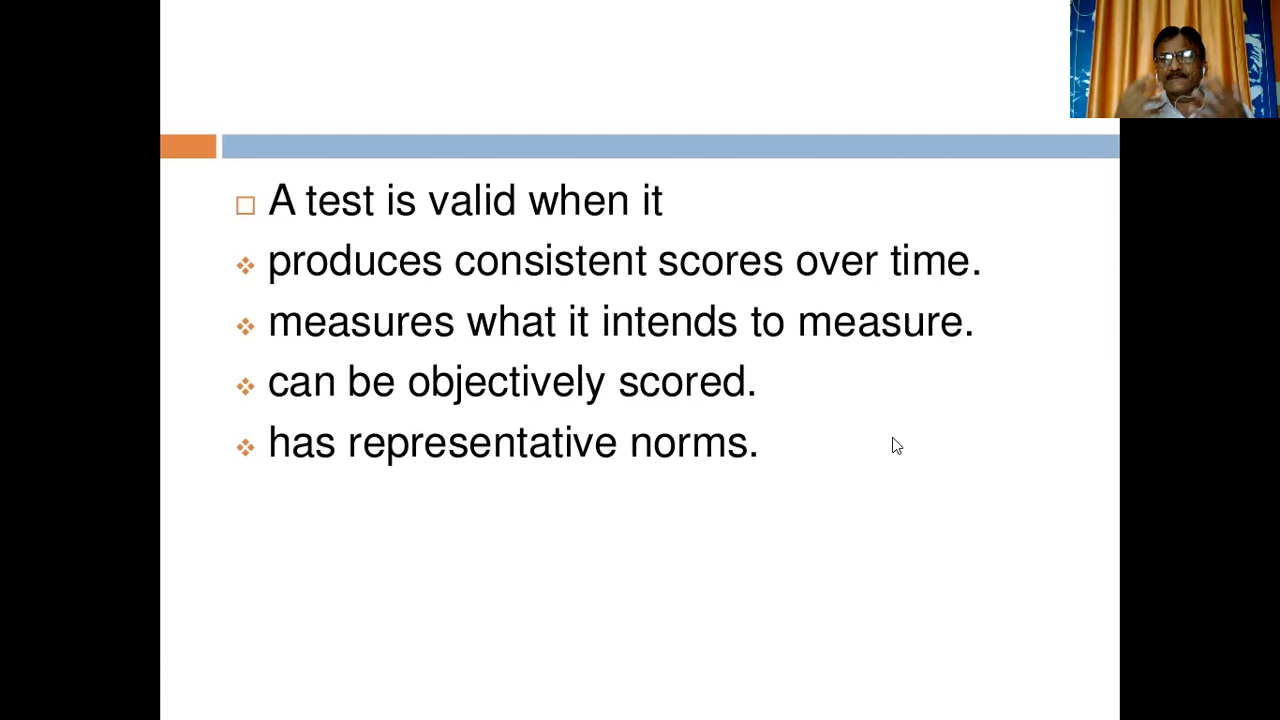 A test is valid when it
produces consistent scores over time.
measures what it intends to measure.
can be objectively scored.
has representative norms.